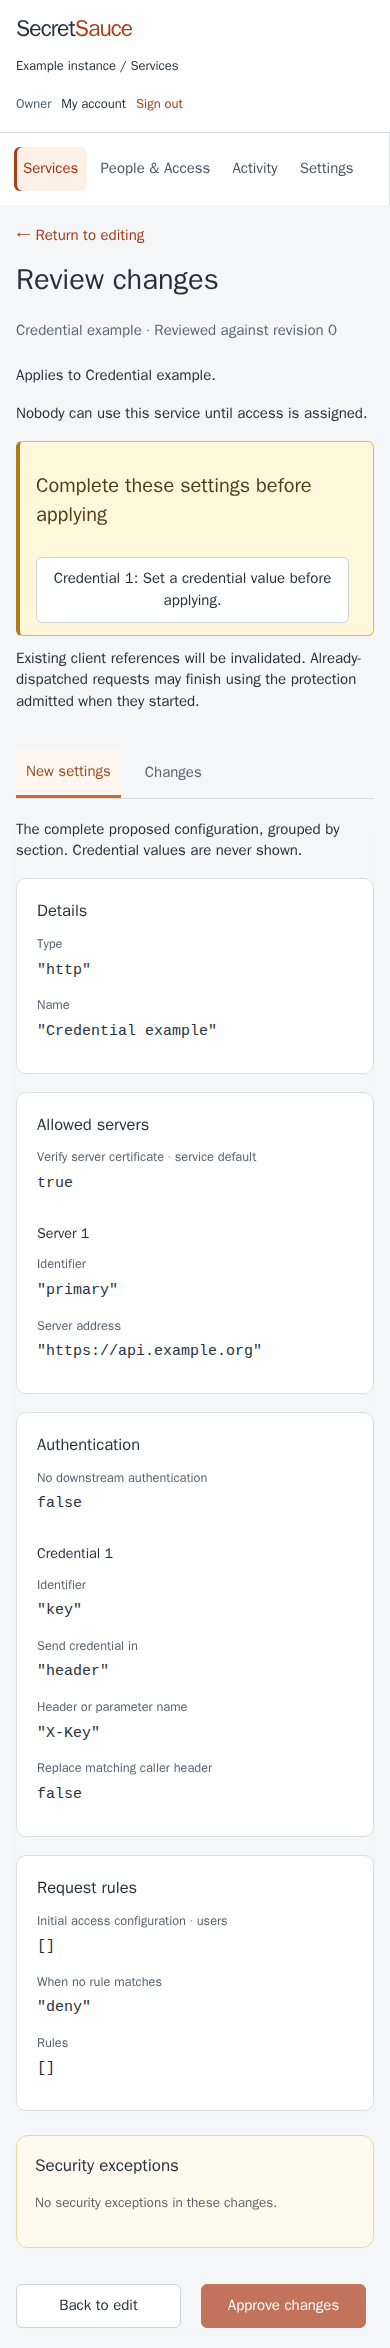 SecretSauce
Example instance / Services
Owner My account Sign out
Services People & Access Activity Settings
← Return to editing
Review changes
Credential example · Reviewed against revision 0
Applies to Credential example.
Nobody can use this service until access is assigned.
Complete these settings before
applying
Credential 1: Set a credential value before
applying.
Existing client references will be invalidated. Already-
dispatched requests may finish using the protection
admitted when they started.
New settings Changes
The complete proposed configuration, grouped by
section. Credential values are never shown.
Details
Type
"http"
Name
"Credential example"
Allowed servers
Verify server certificate · service default
true
Server 1
Identifier
"primary"
Server address
"https://api.example.org"
Authentication
No downstream authentication
false
Credential 1
Identifier
"key"
Send credential in
"header"
Header or parameter name
"X-Key"
Replace matching caller header
false
Request rules
Initial access configuration · users
[]
When no rule matches
"deny"
Rules
[]
Security exceptions
No security exceptions in these changes.
Back to edit Approve changes